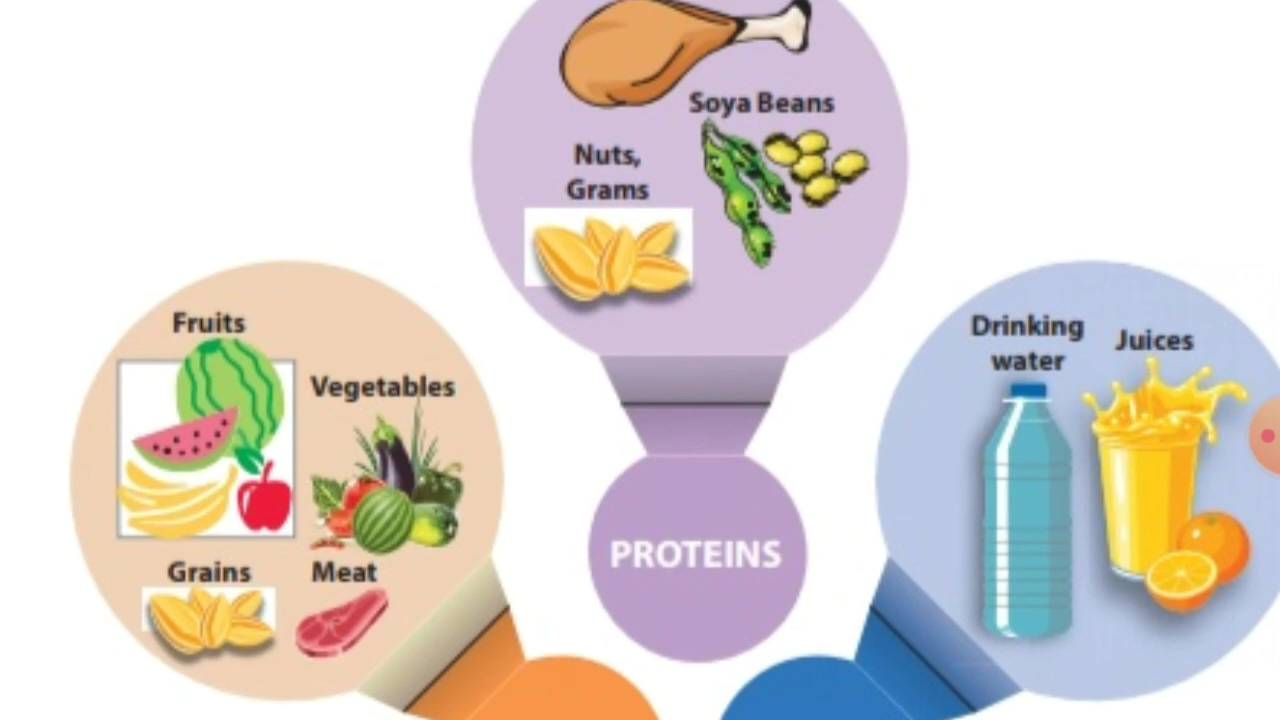 Soya Beans
Nuts,
Grams
Fruits
Vegetables
Grains
Meat
PROTEINS
Drinking
water
Juices